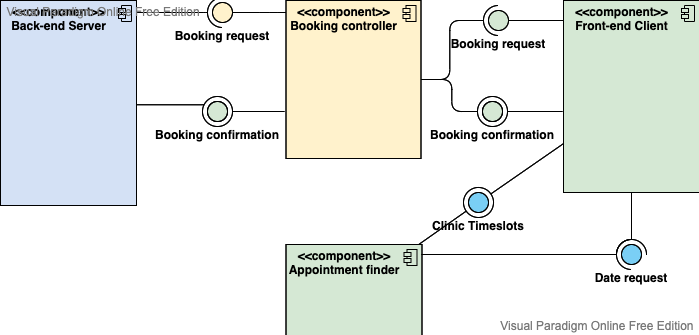 Visual Paradigm Online Free Edition
<<component>>
Back-end Server
Booking request
<<component>>
Booking controller
Booking request
<<component>>
Front-end Client
Booking confirmation
Booking confirmation
Clinic Timeslots
<<component>>
Appointment finder
Date request
Visual Paradigm Online Free Edition